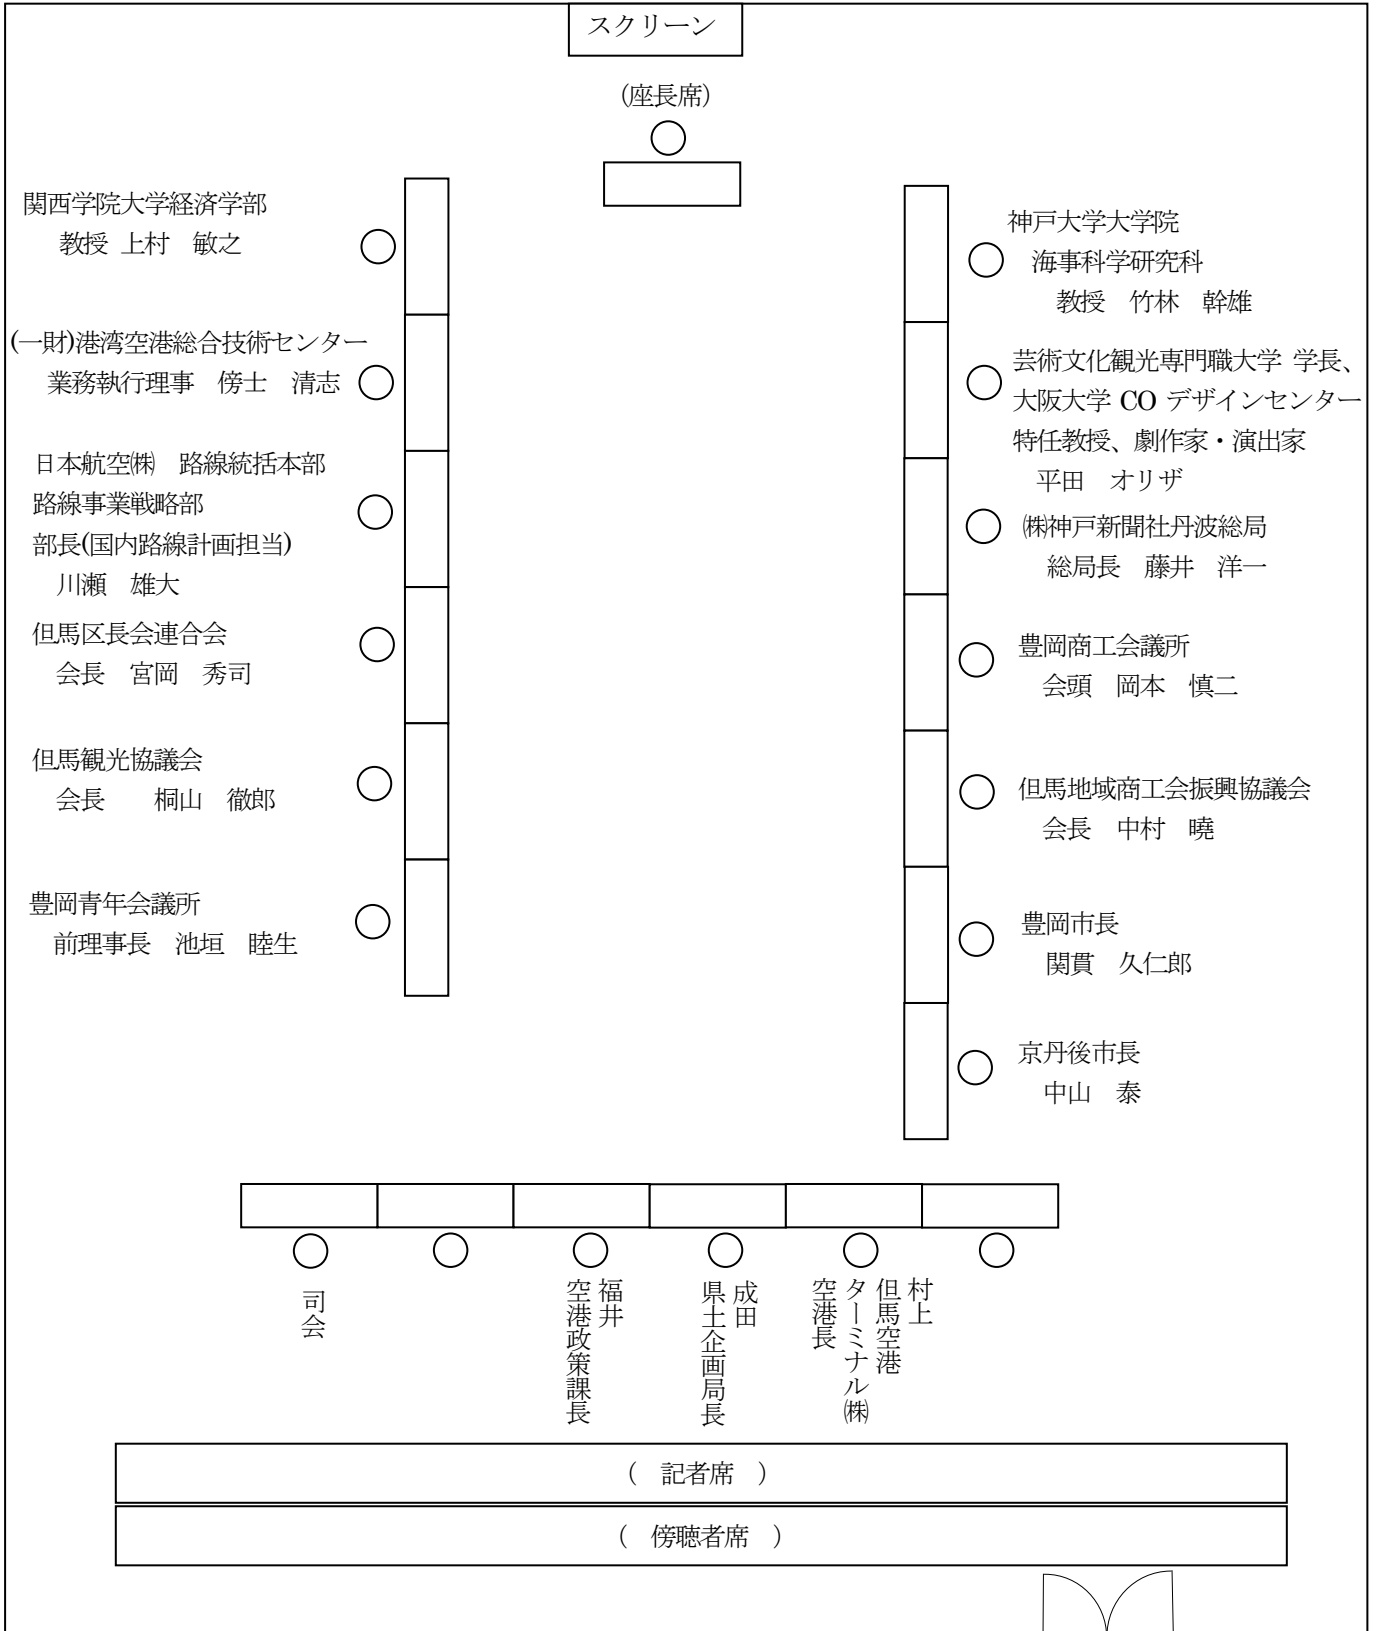 スクリーン
(座長席)
関西学院大学経済学部
教授 上村　敏之
(一財)港湾空港総合技術センター
業務執行理事　傍士　清志
日本航空㈱　路線統括本部
路線事業戦略部
部長(国内路線計画担当)
川瀬　雄大
但馬区長会連合会
会長　宮岡　秀司
但馬観光協議会
会長　　桐山　徹郎
豊岡青年会議所
前理事長　池垣　睦生
神戸大学大学院
海事科学研究科
教授　竹林　幹雄
芸術文化観光専門職大学 学長、
大阪大学 CO デザインセンター
特任教授、劇作家・演出家
平田　オリザ
㈱神戸新聞社丹波総局
総局長　藤井　洋一
豊岡商工会議所
会頭　岡本　慎二
但馬地域商工会振興協議会
会長　中村　曉
豊岡市長
関貫　久仁郎
京丹後市長
中山　泰
司会
福井
空港政策課長
成田
県土企画局長
村上
但馬空港
ターミナル㈱
空港長
(　記者席　)
(　傍聴者席　)